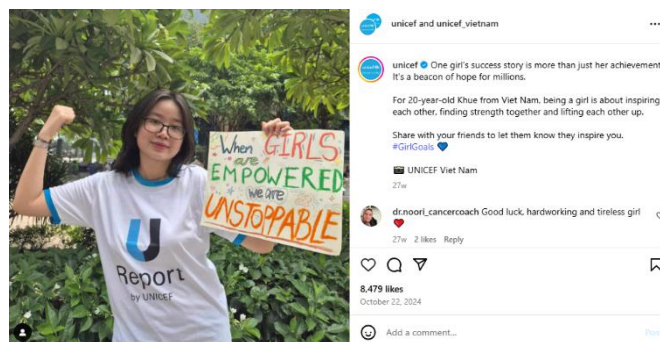 unicef and unicef_vietnam
unicef One girl's success story is more than just her achievement
It's a beacon of hope for millions.
For 20-year-old Khue from Viet Nam, being a girl is about inspiring
each other, finding strength together and lifting each other up.
Share with your friends to let them know they inspire you.
#GirlGoals
UNICEF Viet Nam
27w
dr.noori_cancercoach Good luck, hardworking and tireless girl
27w 2 likes Reply
8,479 likes
October 22, 2024
Add a comment...
Post
When GIRLS
are
EMPOWERED
we are
UNSTOPPABLE
U
Report
by UNICEF